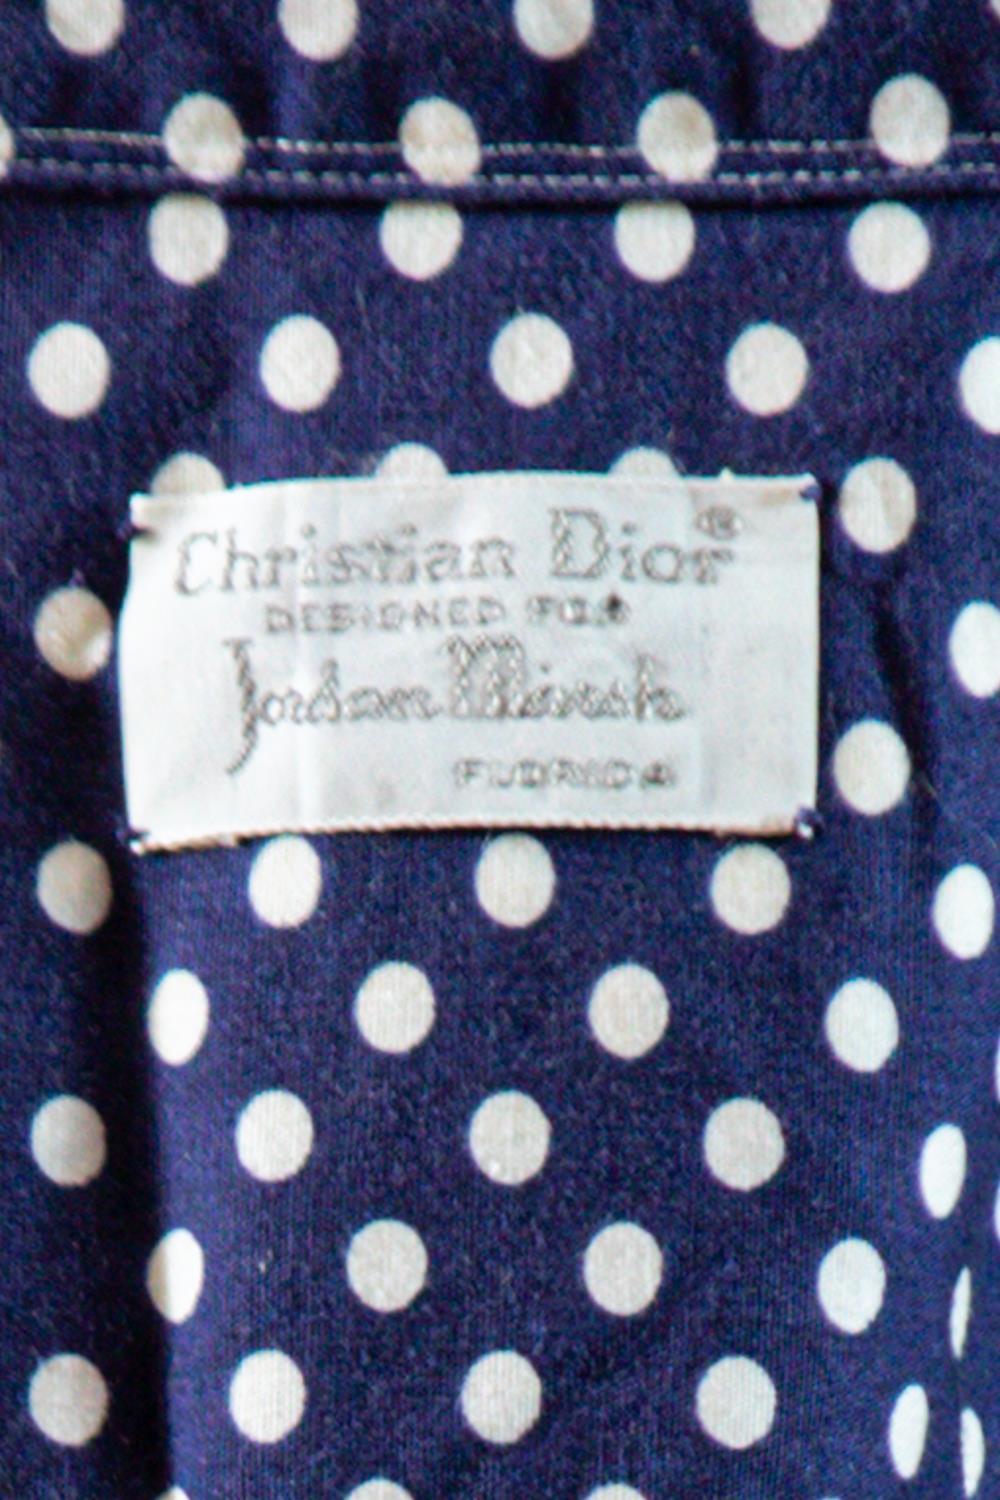 Christian Dior®
DESIGNED FOR
Jordan Marsh
FLORIDA